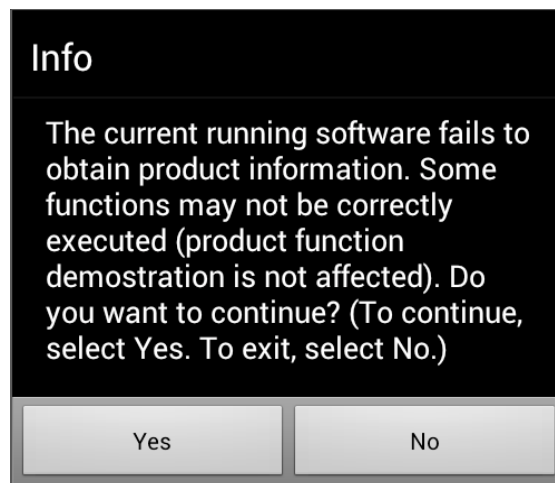 Info
The current running software fails to
obtain product information. Some
functions may not be correctly
executed (product function
demostration is not affected). Do
you want to continue? (To continue,
select Yes. To exit, select No.)
Yes
No